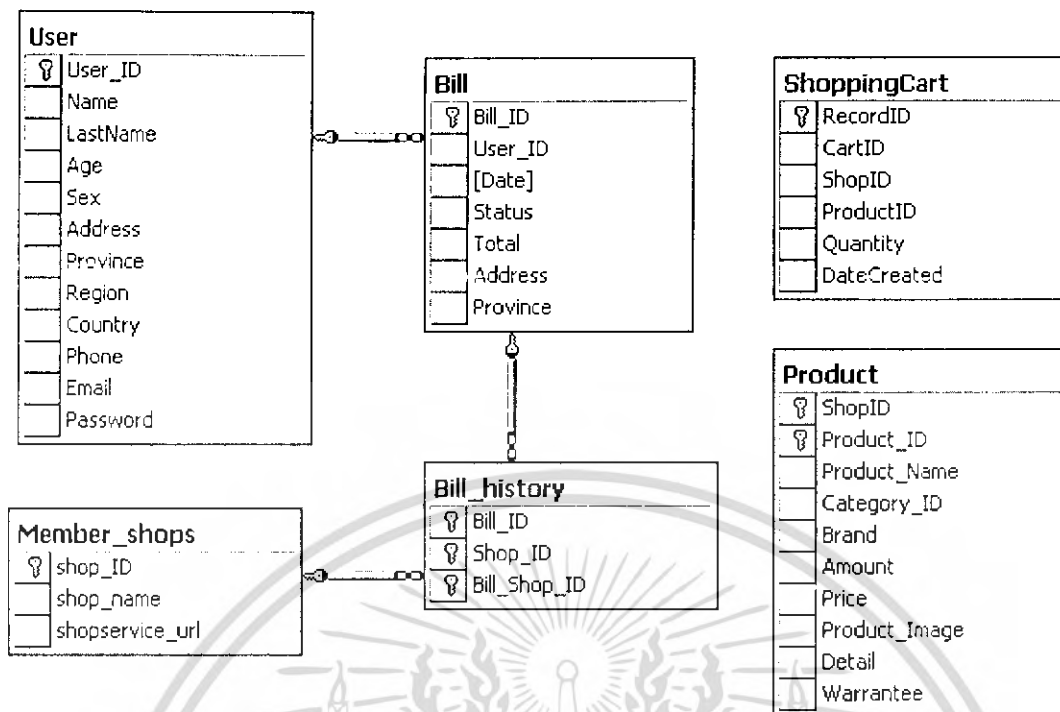 User
User_ID
Name
LastName
Age
Sex
Address
Province
Region
Country
Phone
Email
Password
Bill
Bill_ID
User_ID
[Date]
Status
Total
Address
Province
ShoppingCart
RecordID
CartID
ShopID
ProductID
Quantity
DateCreated
Product
ShopID
Product_ID
Product_Name
Category_ID
Brand
Amount
Price
Product_Image
Detail
Warrantee
Bill_history
Bill_ID
Shop_ID
Bill_Shop_ID
Member_shops
shop_ID
shop_name
shopservice_url